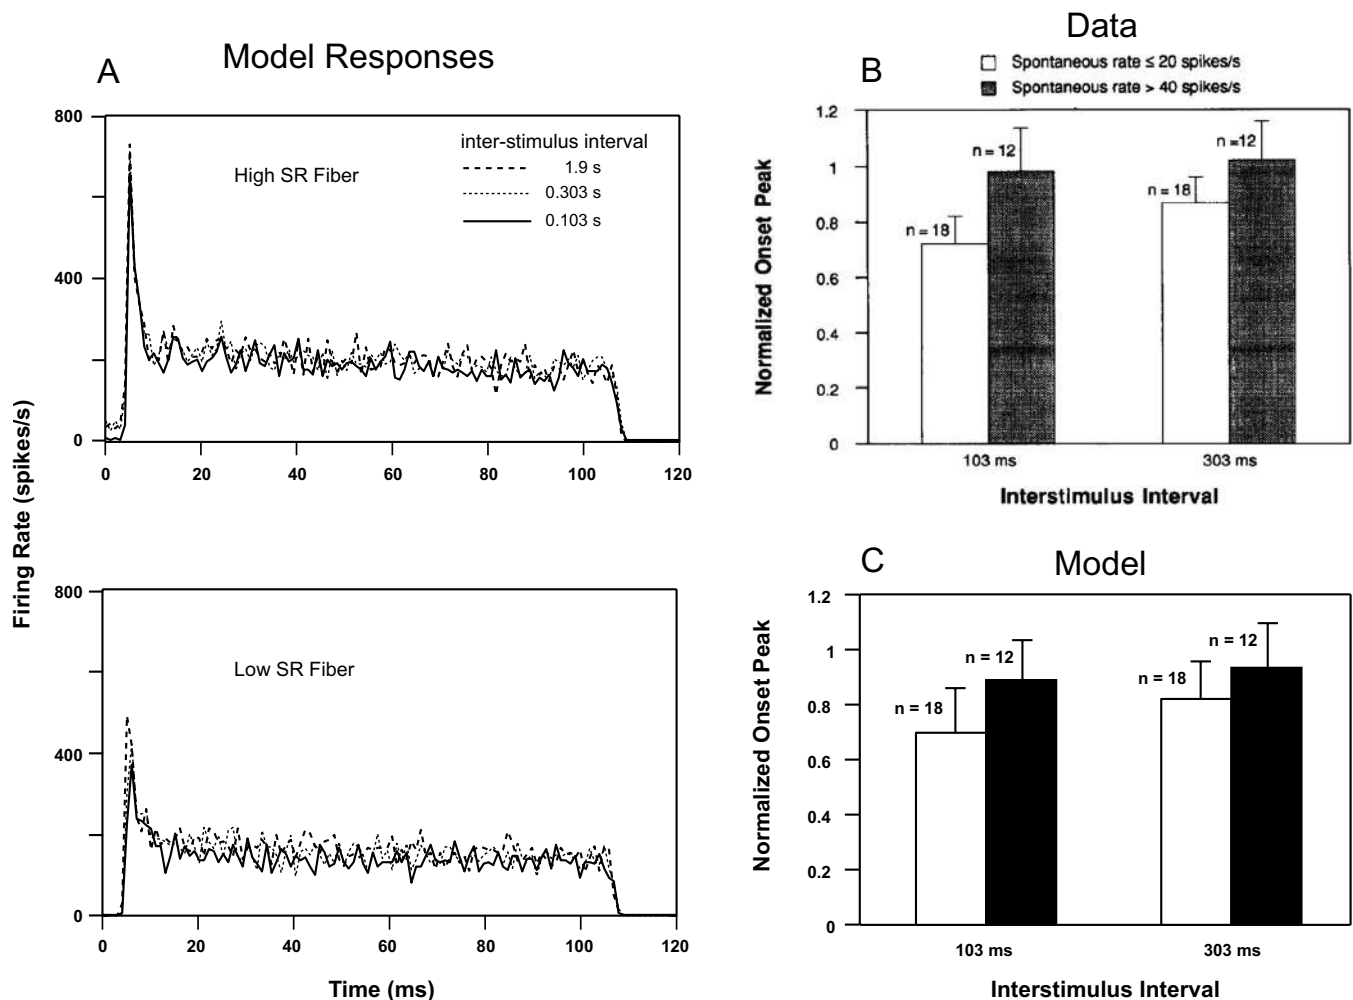 Model Responses
A
800
400
0
inter-stimulus interval
1.9 s
0.303 s
0.103 s
High SR Fiber
0 20 40 60 80 100 120
Firing Rate (spikes/s)
800
400
0
Low SR Fiber
0 20 40 60 80 100 120
Time (ms)
Data
B
Spontaneous rate ≤ 20 spikes/s
Spontaneous rate > 40 spikes/s
Normalized Onset Peak
1.2
1
0.8
0.6
0.4
0.2
0
n = 18
n = 12
n = 18
n =12
103 ms 303 ms
Interstimulus Interval
C
Model
Normalized Onset Peak
1.2
1
0.8
0.6
0.4
0.2
0
n = 18
n = 12
n = 18
n = 12
103 ms 303 ms
Interstimulus Interval